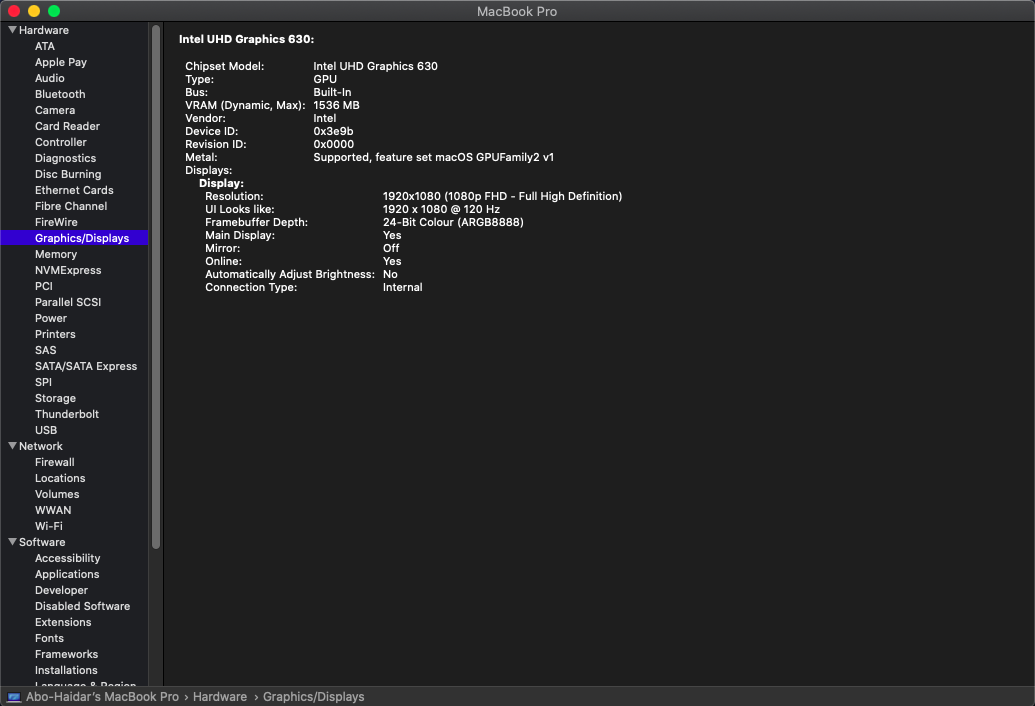 MacBook Pro
Hardware
ATA
Apple Pay
Audio
Bluetooth
Camera
Card Reader
Controller
Diagnostics
Disc Burning
Ethernet Cards
Fibre Channel
FireWire
Graphics/Displays
Memory
NVMExpress
PCI
Parallel SCSI
Power
Printers
SAS
SATA/SATA Express
SPI
Storage
Thunderbolt
USB
Network
Firewall
Locations
Volumes
WWAN
Wi-Fi
Software
Accessibility
Applications
Developer
Disabled Software
Extensions
Fonts
Frameworks
Installations
Language & Region
Intel UHD Graphics 630:
Chipset Model: Intel UHD Graphics 630
Type: GPU
Bus: Built-In
VRAM (Dynamic, Max): 1536 MB
Vendor: Intel
Device ID: 0x3e9b
Revision ID: 0x0000
Metal: Supported, feature set macOS GPUFamily2 v1
Displays:
Display:
Resolution: 1920x1080 (1080p FHD - Full High Definition)
UI Looks like: 1920 x 1080 @ 120 Hz
Framebuffer Depth: 24-Bit Colour (ARGB8888)
Main Display: Yes
Mirror: Off
Online: Yes
Automatically Adjust Brightness: No
Connection Type: Internal
Abo-Haidar's MacBook Pro › Hardware › Graphics/Displays